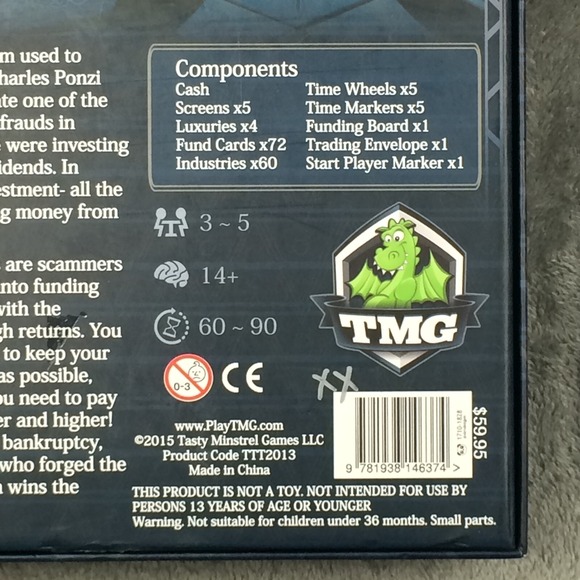 m used to
harles Ponzi
ate one of the
frauds in
were investing
idends. In
estment- all the
g money from
are scammers
nto funding
with the
gh returns. You
to keep your
as possible,
ou need to pay
er and higher!
bankruptcy,
who forged the
wins the
Components
Cash
Screens x5
Luxuries x4
Fund Cards x72
Industries x60
Time Wheels x5
Time Markers x5
Funding Board x1
Trading Envelope x1
Start Player Marker x1
3 ~ 5
14+
60 ~ 90
TMG
0-3
CE
XX
www.PlayTMG.com
©2015 Tasty Minstrel Games LLC
Product Code TTT2013
Made in China
$59.95
1710-1828
9 781938 146374 >
THIS PRODUCT IS NOT A TOY. NOT INTENDED FOR USE BY
PERSONS 13 YEARS OF AGE OR YOUNGER
Warning. Not suitable for children under 36 months. Small parts.